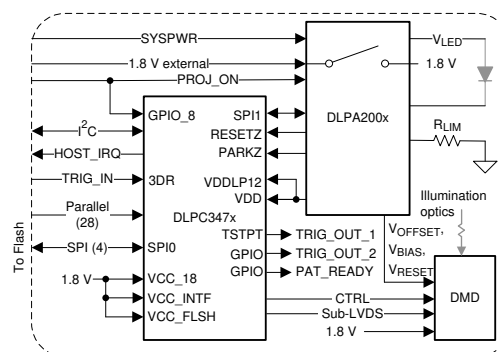 SYSPWR
1.8 V external
PROJ_ON
VLED
1.8 V
DLPA200x
RLIM
GPIO_8
SPI1
I2C
RESETZ
HOST_IRQ
PARKZ
TRIG_IN
3DR
VDDLP12
VDD
Parallel
(28)
DLPC347x
SPI (4)
SPI0
TSTPT
TRIG_OUT_1
GPIO
TRIG_OUT_2
GPIO
PAT_READY
1.8 V
VCC_18
VCC_INTF
VCC_FLSH
To Flash
Illumination
optics
VOFFSET,
VBIAS,
VRESET
CTRL
Sub-LVDS
1.8 V
DMD